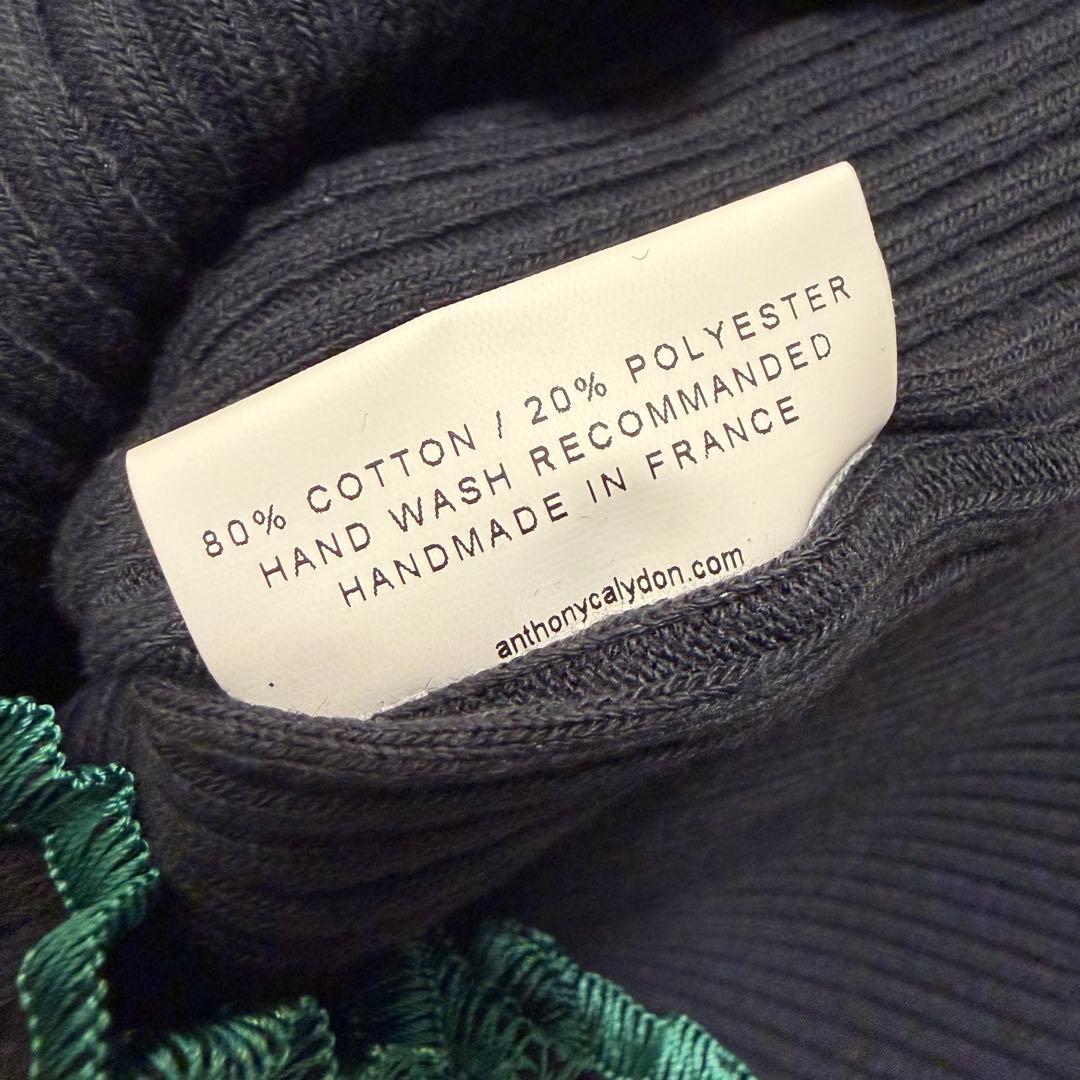 80% COTTON / 20% POLYESTER
HAND WASH RECOMMANDED
HANDMADE IN FRANCE
anthonycalydon.com